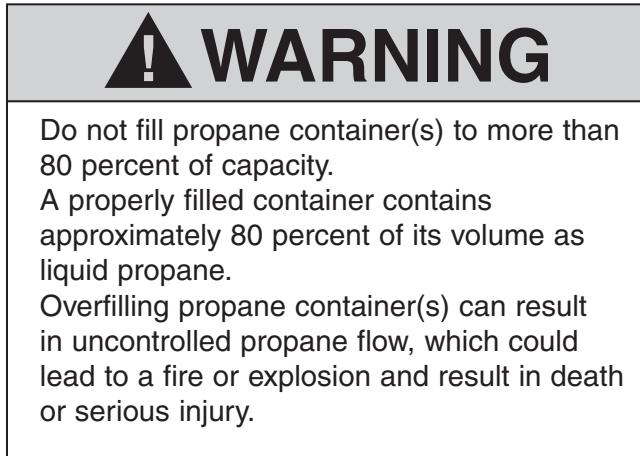 WARNING
Do not fill propane container(s) to more than
80 percent of capacity.
A properly filled container contains
approximately 80 percent of its volume as
liquid propane.
Overfilling propane container(s) can result
in uncontrolled propane flow, which could
lead to a fire or explosion and result in death
or serious injury.